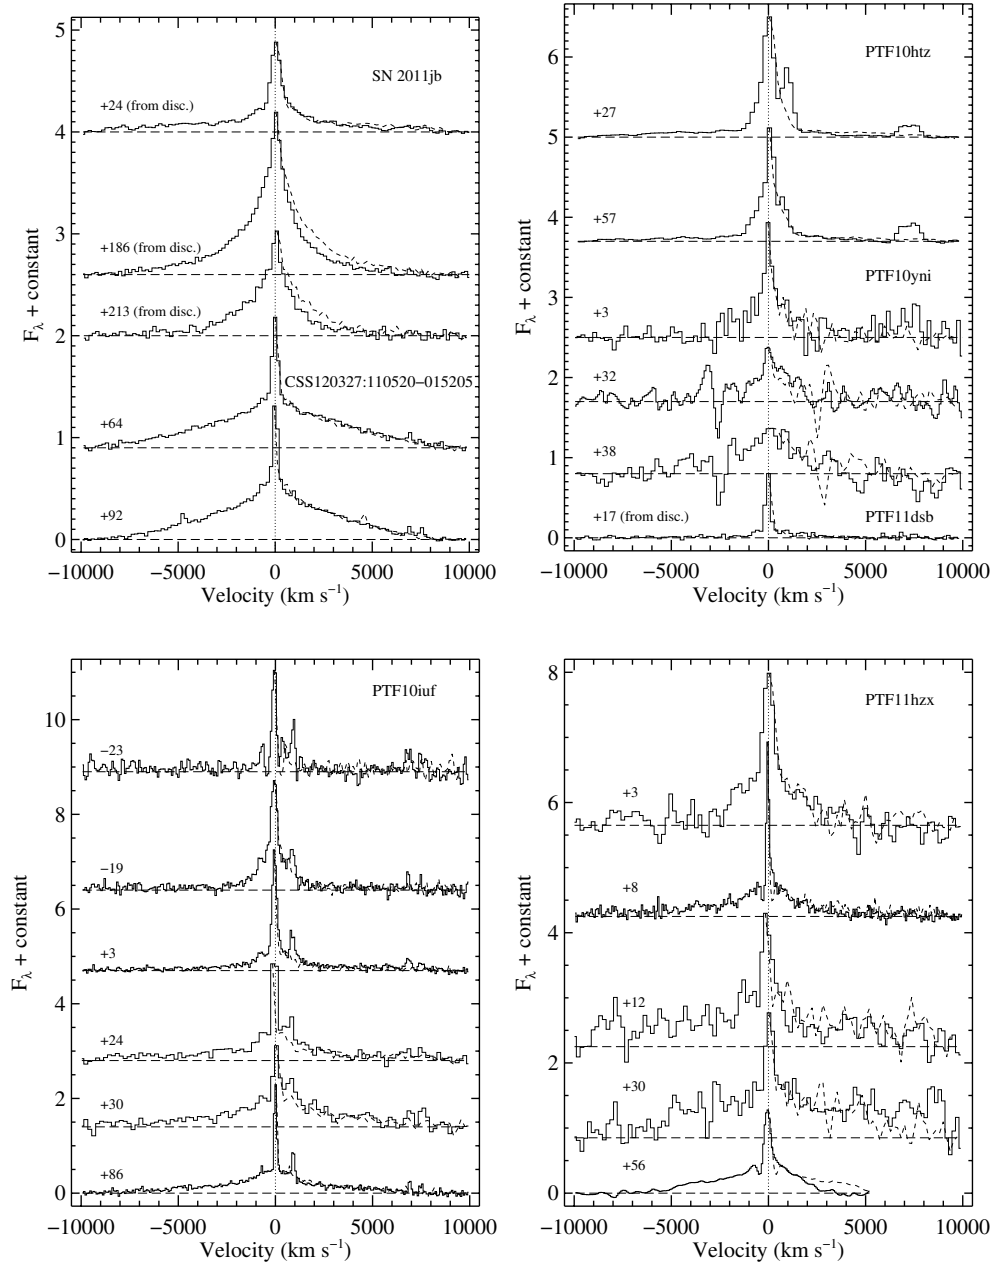 5
SN 2011jb
+24 (from disc.)
4
3
+186 (from disc.)
+213 (from disc.)
2
CSS120327:110520−015205
+64
1
+92
0
Fλ + constant
−10000 −5000 0 5000 10000
Velocity (km s−1)
PTF10htz
6
+27
5
+57
4
PTF10yni
+3
3
+32
2
+38
1
+17 (from disc.)
PTF11dsb
0
Fλ + constant
−10000 −5000 0 5000 10000
Velocity (km s−1)
PTF10iuf
10
−23
8
−19
6
+3
4
+24
2
+30
+86
0
Fλ + constant
−10000 −5000 0 5000 10000
Velocity (km s−1)
8
PTF11hzx
+3
6
+8
4
+12
2
+30
+56
0
Fλ + constant
−10000 −5000 0 5000 10000
Velocity (km s−1)